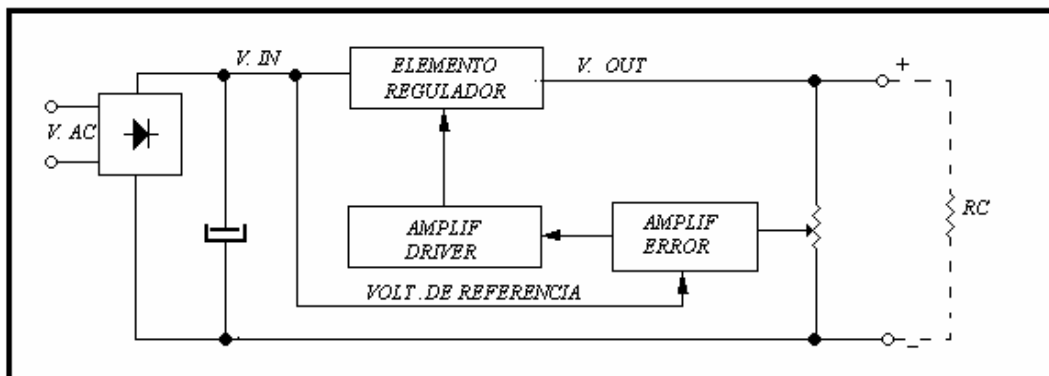 V. IN
ELEMENTO
REGULADOR
V. OUT
+
V. AC
RC
AMPLIF
DRIVER
AMPLIF
ERROR
VOLT. DE REFERENCIA
-